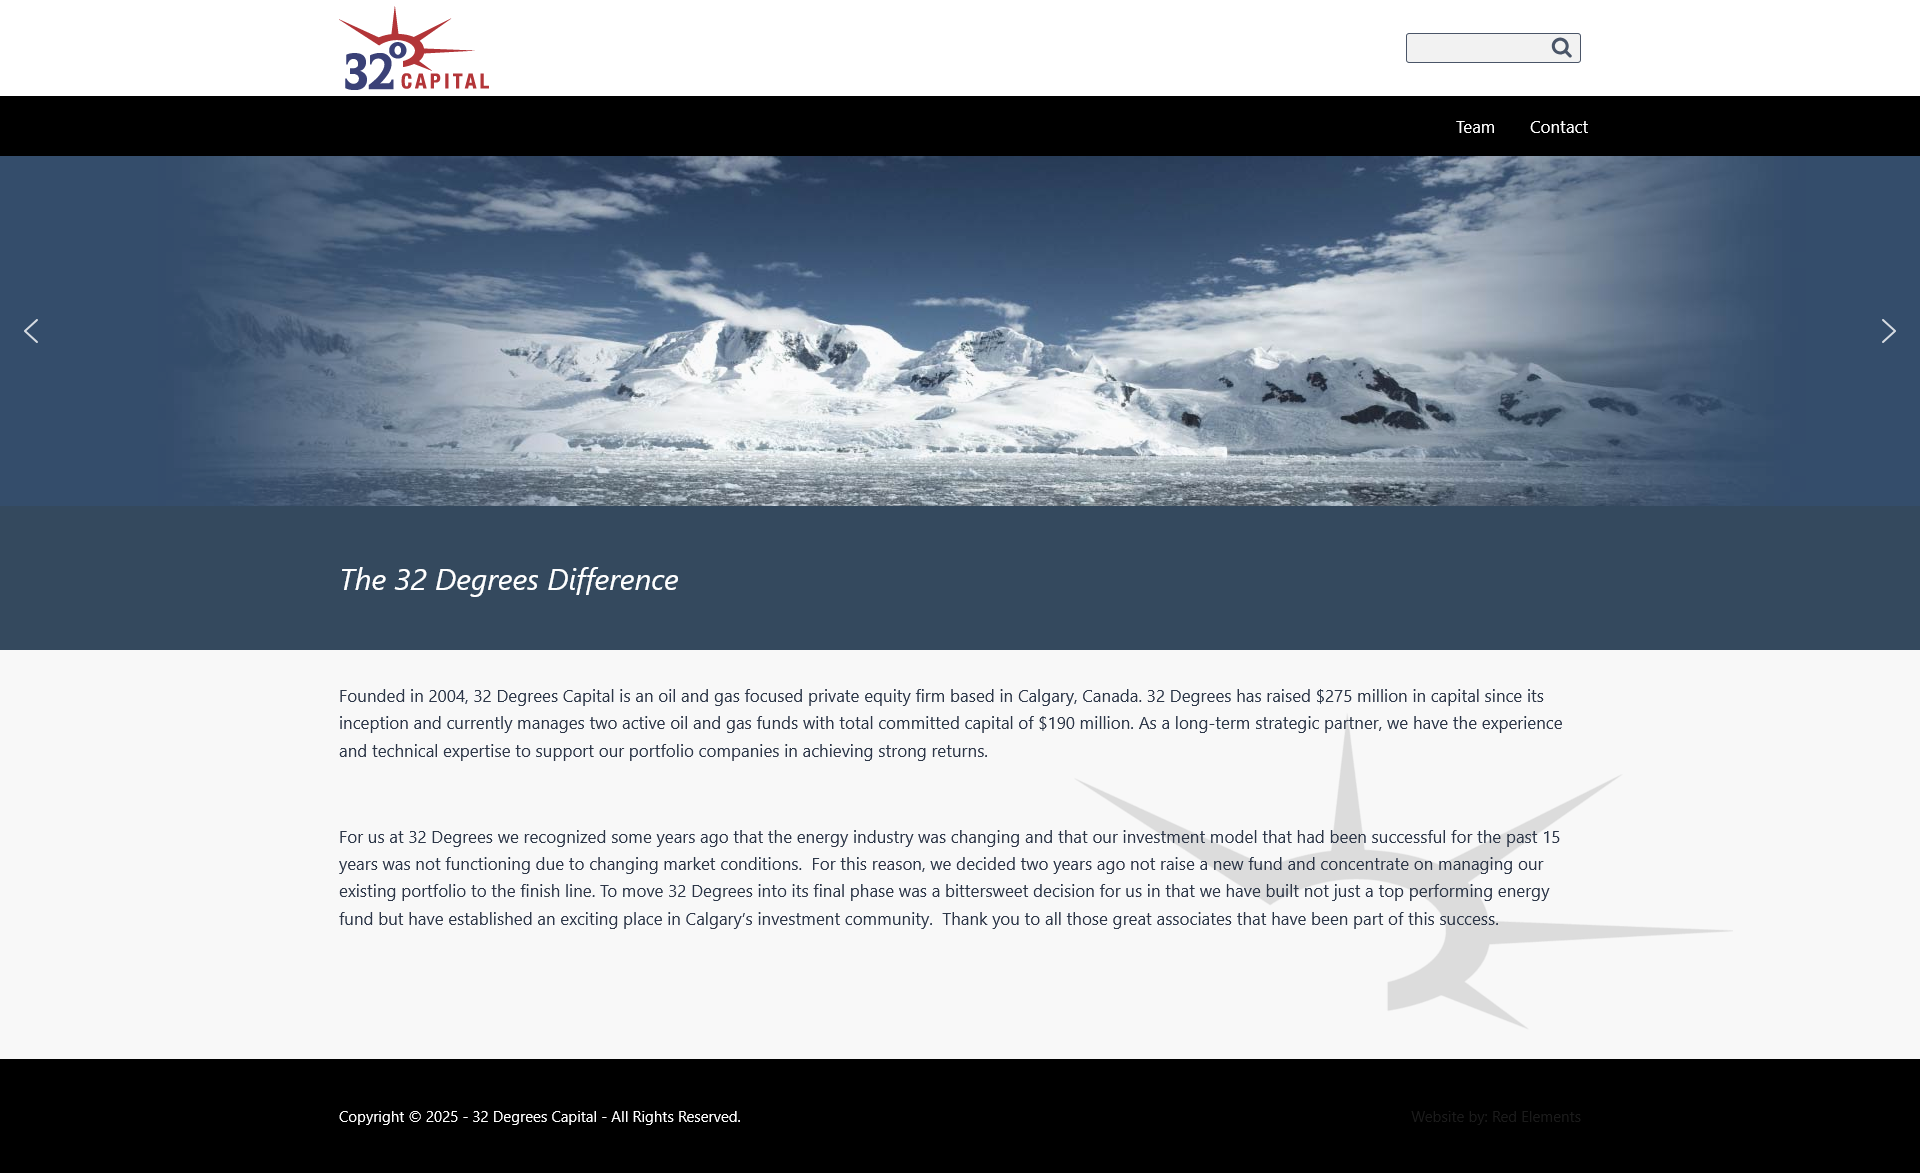 32° CAPITAL
Team Contact
The 32 Degrees Difference
Founded in 2004, 32 Degrees Capital is an oil and gas focused private equity firm based in Calgary, Canada. 32 Degrees has raised $275 million in capital since its
inception and currently manages two active oil and gas funds with total committed capital of $190 million. As a long-term strategic partner, we have the experience
and technical expertise to support our portfolio companies in achieving strong returns.
For us at 32 Degrees we recognized some years ago that the energy industry was changing and that our investment model that had been successful for the past 15
years was not functioning due to changing market conditions.  For this reason, we decided two years ago not raise a new fund and concentrate on managing our
existing portfolio to the finish line. To move 32 Degrees into its final phase was a bittersweet decision for us in that we have built not just a top performing energy
fund but have established an exciting place in Calgary’s investment community.  Thank you to all those great associates that have been part of this success.
Copyright © 2025 - 32 Degrees Capital - All Rights Reserved. Website by: Red Elements